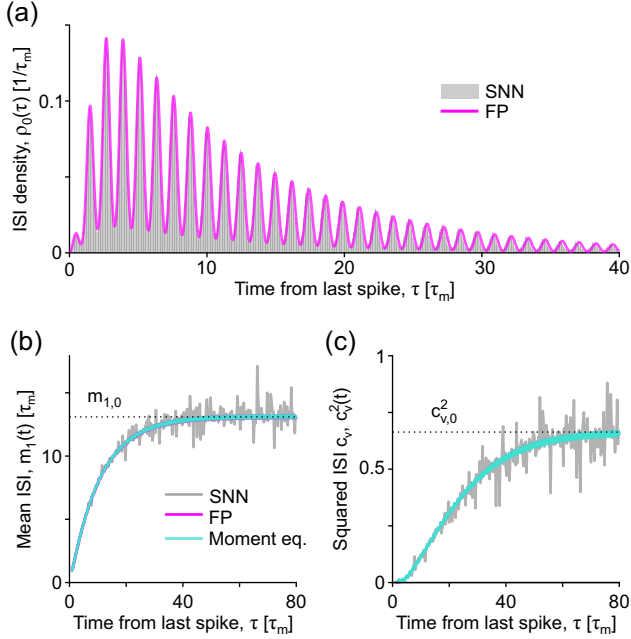 (a)
ISI density, ρ₀(τ) [1/τₘ]
0.1
0
SNN
FP
0 10 20 30 40
Time from last spike, τ [τₘ]
(b)
Mean ISI, m₁(t) [τₘ]
10
0
m₁,₀
SNN
FP
Moment eq.
0 40 80
Time from last spike, τ [τₘ]
(c)
Squared ISI cᵥ, cᵥ²(t)
1
0.5
0
c²ᵥ,₀
0 40 80
Time from last spike, τ [τₘ]